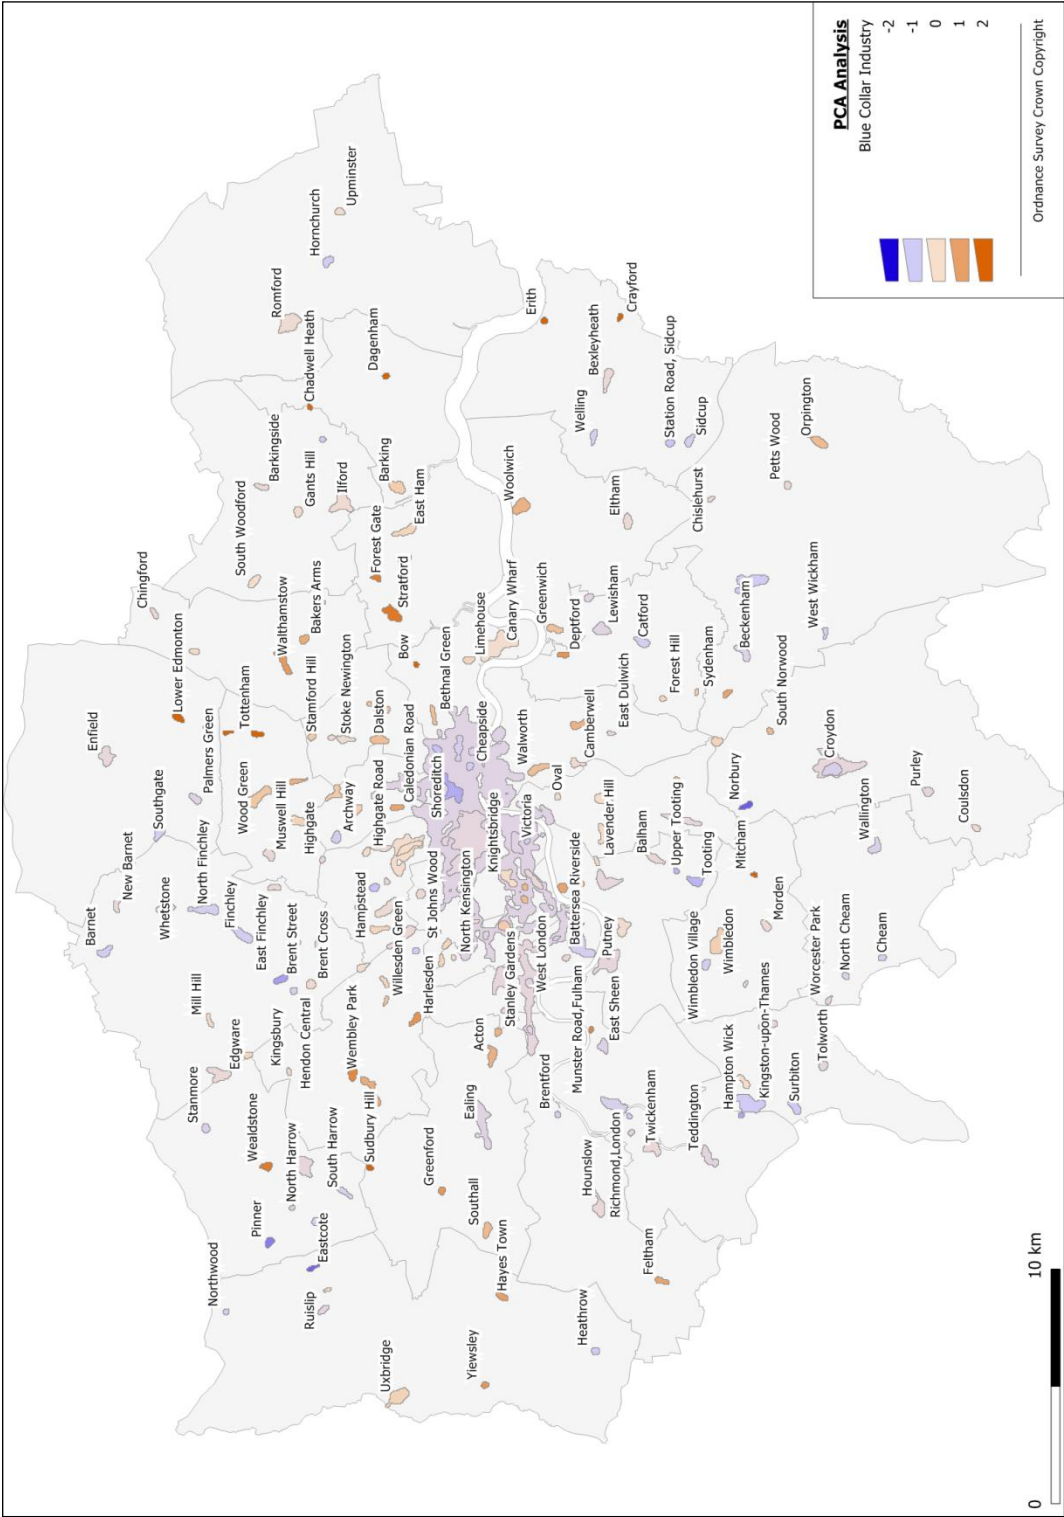 PCA Analysis
Blue Collar Industry
-2
-1
0
1
2
Ordnance Survey Crown Copyright
0
10 km
Enfield
Chingford
Lower Edmonton
Southgate
Barnet
New Barnet
Palmers Green
Whetstone
North Finchley
Finchley
Mill Hill
Stanmore
Edgware
Northwood
Pinner
Wealdstone
Tottenham
Wood Green
Muswell Hill
Highgate
South Woodford
Walthamstow
Bakers Arms
Stamford Hill
Stoke Newington
Barkingside
Gants Hill
Ilford
Romford
Chadwell Heath
Hornchurch
Upminster
Dagenham
Barking
East Ham
Forest Gate
Stratford
Bow
Bethnal Green
Limehouse
Canary Wharf
Dalston
Archway
Highgate Road
Caledonian Road
Shoreditch
Cheapside
East Finchley
Brent Street
Brent Cross
Hampstead
Willesden Green
St Johns Wood
North Kensington
Knightsbridge
Victoria
Kingsbury
Hendon Central
Wembley Park
Harlesden
Stanley Gardens
West London
North Harrow
South Harrow
Sudbury Hill
Greenford
Acton
Ealing
Eastcote
Ruislip
Uxbridge
Southall
Hayes Town
Yiewsley
Heathrow
Brentford
Munster Road,Fulham
Battersea Riverside
Putney
East Sheen
Hounslow
Richmond,London
Twickenham
Teddington
Feltham
Hampton Wick
Kingston-upon-Thames
Surbiton
Tolworth
Worcester Park
North Cheam
Cheam
Wimbledon Village
Wimbledon
Morden
Mitcham
Tooling
Upper Tooting
Balham
Lavender Hill
Oval
Walworth
Camberwell
East Dulwich
Forest Hill
Sydenham
South Norwood
Norbury
Croydon
Wallington
Purley
Coulsdon
Greenwich
Deptford
Lewisham
Catford
Beckenham
West Wickham
Woolwich
Eltham
Chislehurst
Petts Wood
Orpington
Welling
Bexleyheath
Station Road, Sidcup
Sidcup
Erith
Crayford